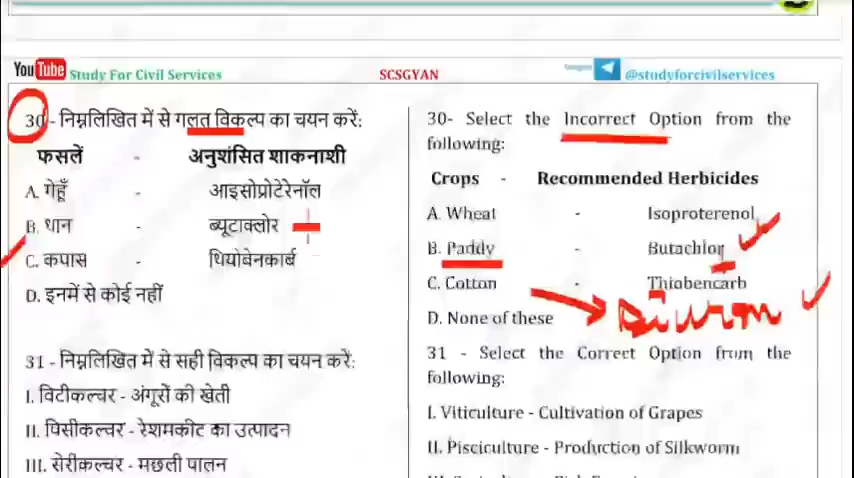 YouTube Study For Civil Services
SCSGYAN
@studyforcivilservices
30 - निम्नलिखित में से गलत विकल्प का चयन करें:
फसलें - अनुशंसित शाकनाशी
A. गेहूँ - आइसोप्रोटेरेनॉल
B. धान - ब्यूटाक्लोर
C. कपास - थियोबेनकार्ब
D. इनमें से कोई नहीं
31 - निम्नलिखित में से सही विकल्प का चयन करें:
I. विटीकल्चर - अंगूरों की खेती
II. पिसीकल्चर - रेशमकीट का उत्पादन
III. सेरीकल्चर - मछली पालन
30- Select the Incorrect Option from the
following:
Crops - Recommended Herbicides
A. Wheat - Isoproterenol
B. Paddy - Butachlor
C. Cotton - Thiobencarb
Diuron
D. None of these
31 - Select the Correct Option from the
following:
I. Viticulture - Cultivation of Grapes
II. Pisciculture - Production of Silkworm